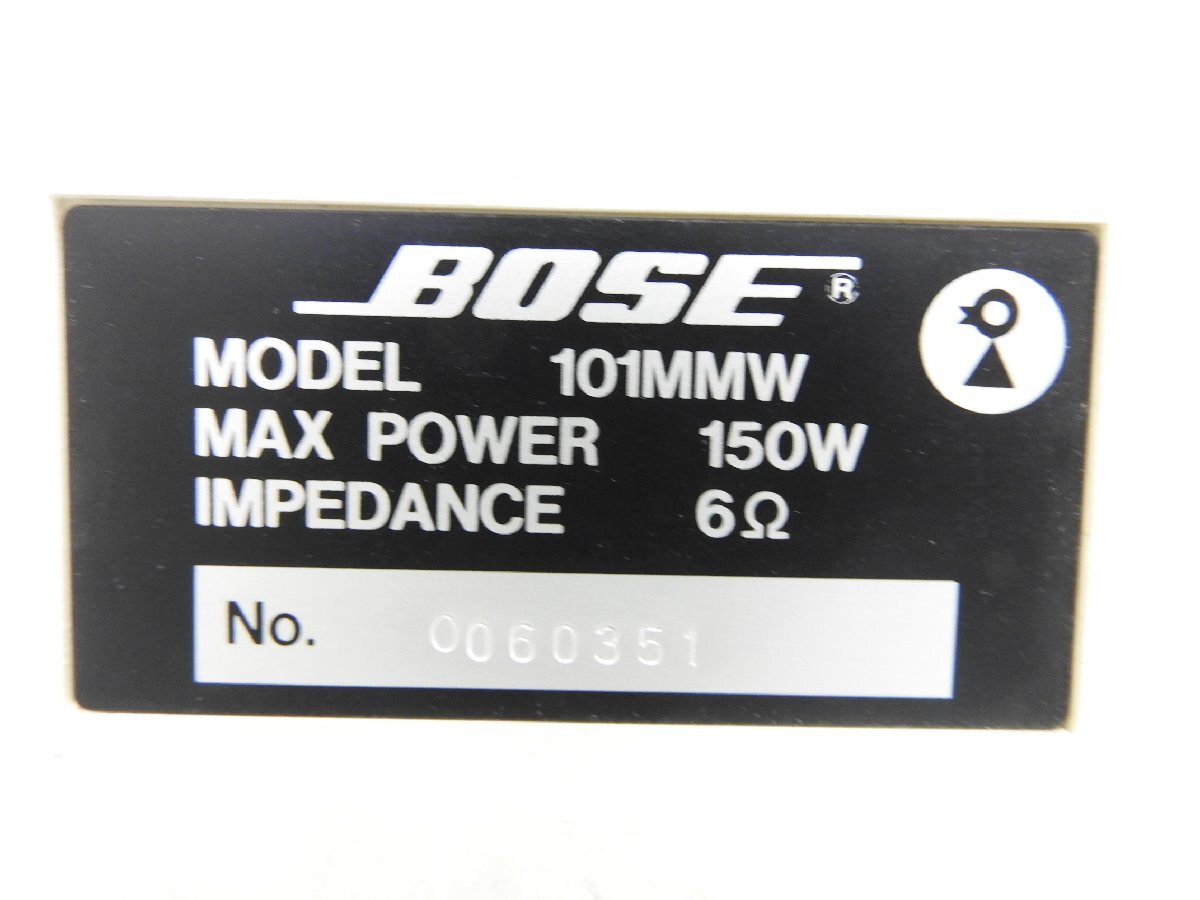 BOSE®
MODEL 101MMW
MAX POWER 150W
IMPEDANCE 6Ω
No. 0060351